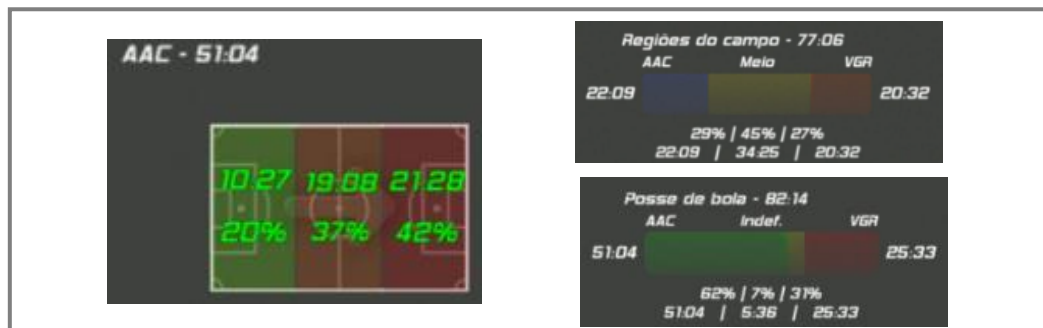 AAC - 51:04
10:27 19:08 21:28
20% 37% 42%
Regiões do campo - 77:06
AAC Meio VGR
22:09 20:32
29% | 45% | 27%
22:09 | 34:25 | 20:32
Posse de bola - 82:14
AAC Indef. VGR
51:04 25:33
62% | 7% | 31%
51:04 | 5:36 | 25:33